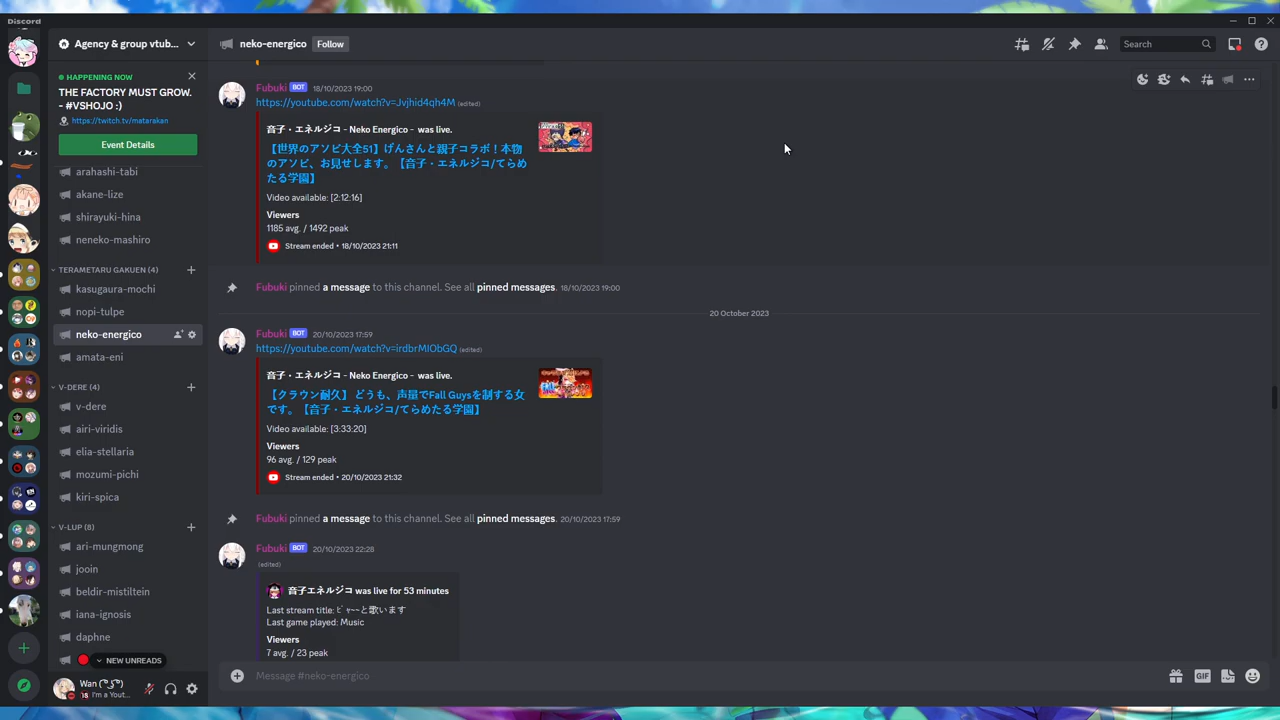 Discord
Agency & group vtub...
neko-energico
Follow
Search
HAPPENING NOW
THE FACTORY MUST GROW.
- #VSHOJO :)
https://twitch.tv/matarakan
Event Details
arahashi-tabi
akane-lize
shirayuki-hina
neneko-mashiro
TERAMETARU GAKUEN (4)
kasugaura-mochi
nopi-tulpe
neko-energico
amata-eni
V-DERE (4)
v-dere
airi-viridis
elia-stellaria
mozumi-pichi
kiri-spica
V-LUP (8)
ari-mungmong
jooin
beldir-mistiltein
iana-ignosis
daphne
NEW UNREADS
Wan ( ͡° ͜ʖ ͡°)
I'm a Yout
Fubuki BOT 18/10/2023 19:00
https://youtube.com/watch?v=Jvjhid4qh4M (edited)
音子・エネルジコ - Neko Energico - was live.
【世界のアソビ大全51】げんさんと親子コラボ！本物
のアソビ、お見せします。【音子・エネルジコ/てらめ
たる学園】
Video available: [2:12:16]
Viewers
1185 avg. / 1492 peak
Stream ended • 18/10/2023 21:11
Fubuki pinned a message to this channel. See all pinned messages. 18/10/2023 19:00
20 October 2023
Fubuki BOT 20/10/2023 17:59
https://youtube.com/watch?v=irdbrMIObGQ (edited)
音子・エネルジコ - Neko Energico - was live.
【クラウン耐久】 どうも、声量でFall Guysを制する女
です。【音子・エネルジコ/てらめたる学園】
Video available: [3:33:20]
Viewers
96 avg. / 129 peak
Stream ended • 20/10/2023 21:32
Fubuki pinned a message to this channel. See all pinned messages. 20/10/2023 17:59
Fubuki BOT 20/10/2023 22:28
(edited)
音子エネルジコ was live for 53 minutes
Last stream title: ﾋﾟｬｰｰと歌います
Last game played: Music
Viewers
7 avg. / 23 peak
Message #neko-energico
GIF